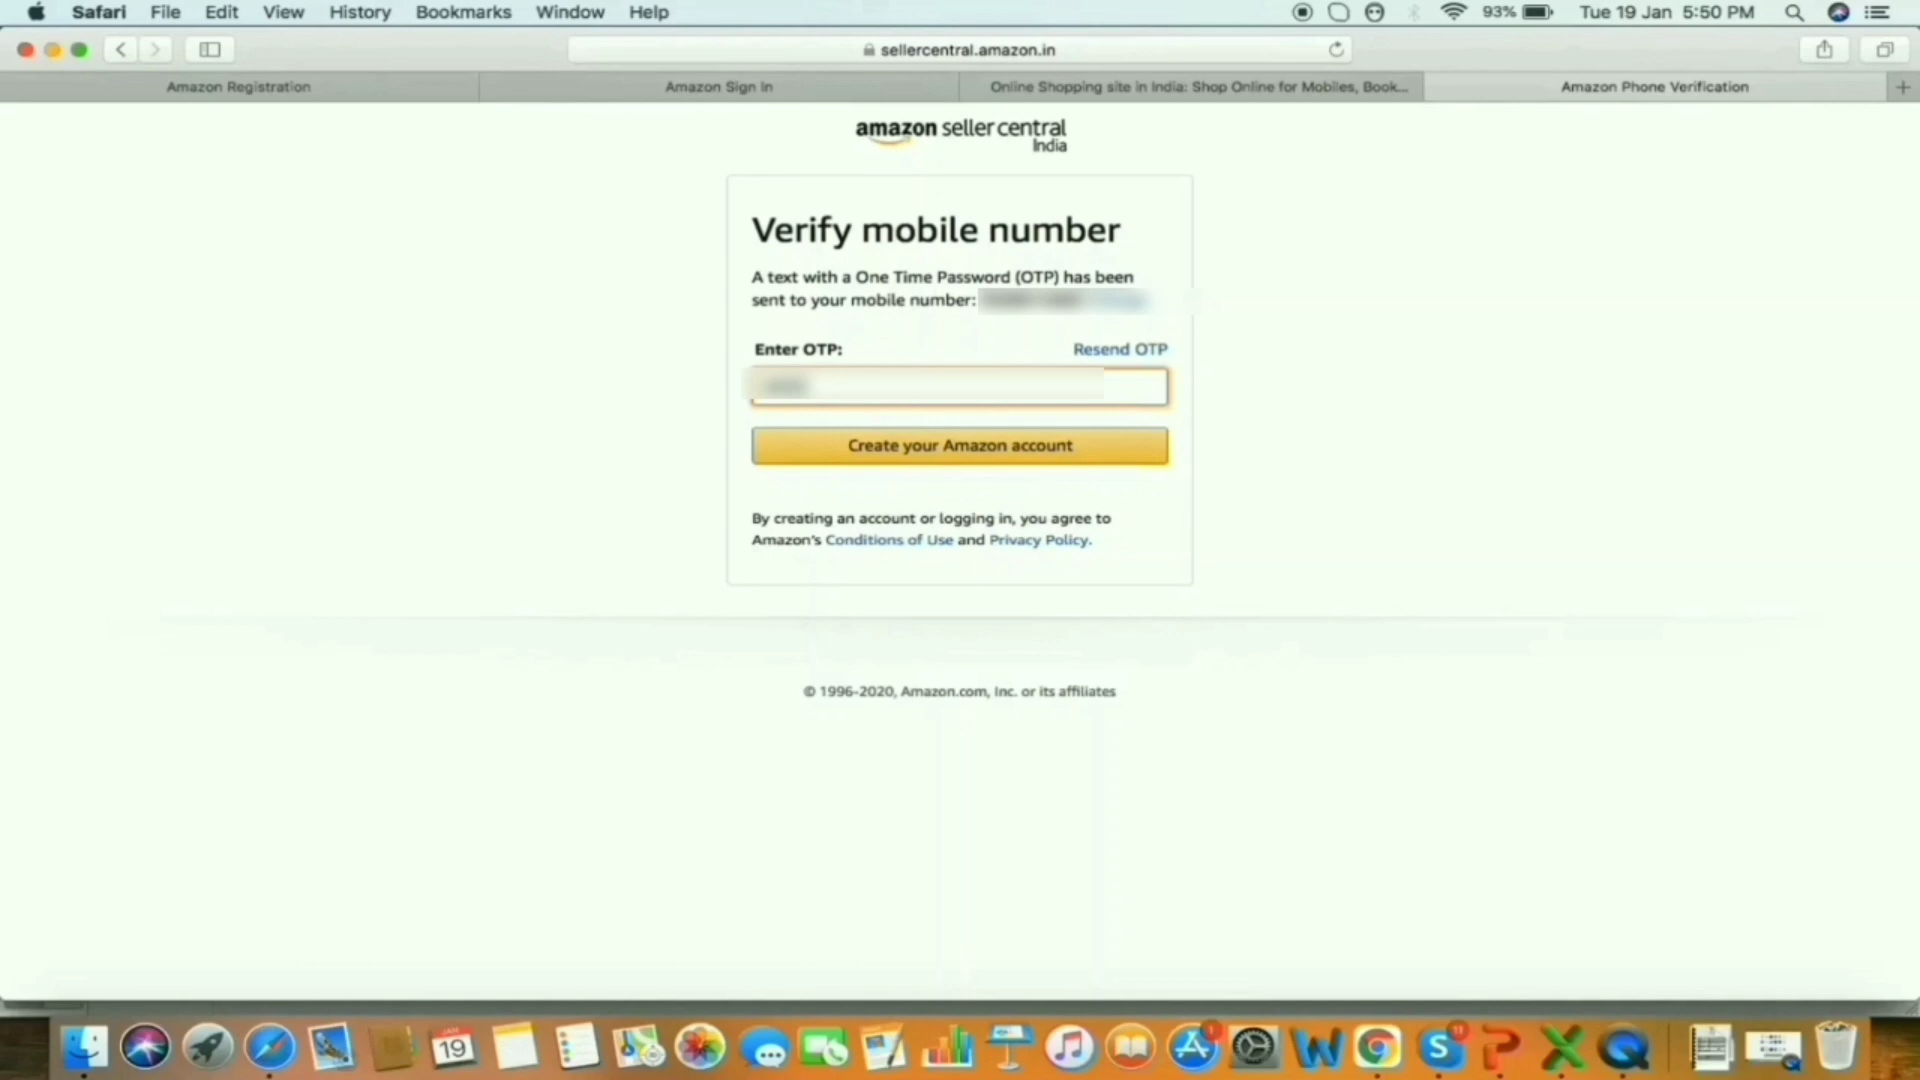 Safari File Edit View History Bookmarks Window Help 93% Tue 19 Jan 5:50 PM
sellercentral.amazon.in
Amazon Registration
Amazon Sign In
Online Shopping site in India: Shop Online for Mobiles, Book...
Amazon Phone Verification
amazon seller central
India
Verify mobile number
A text with a One Time Password (OTP) has been
sent to your mobile number:
Enter OTP: Resend OTP
Create your Amazon account
By creating an account or logging in, you agree to
Amazon's Conditions of Use and Privacy Policy.
© 1996-2020, Amazon.com, Inc. or its affiliates
JAN
19
1
11